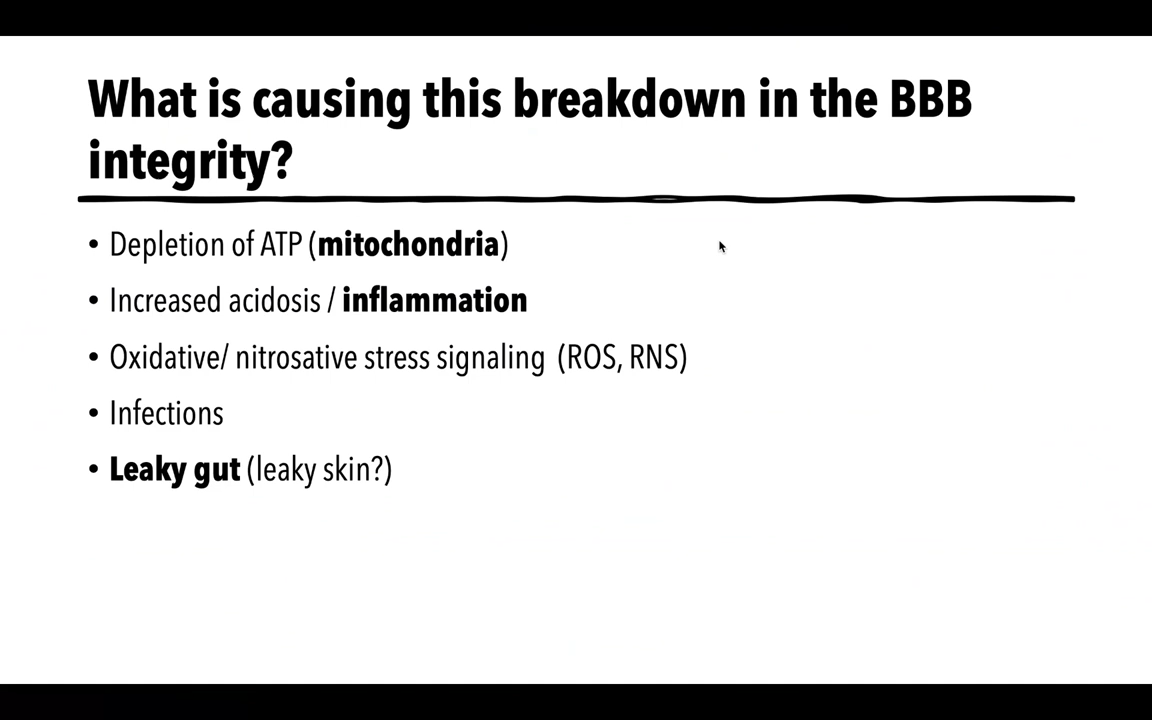 What is causing this breakdown in the BBB
integrity?
• Depletion of ATP (mitochondria)
• Increased acidosis / inflammation
• Oxidative/ nitrosative stress signaling (ROS, RNS)
• Infections
• Leaky gut (leaky skin?)